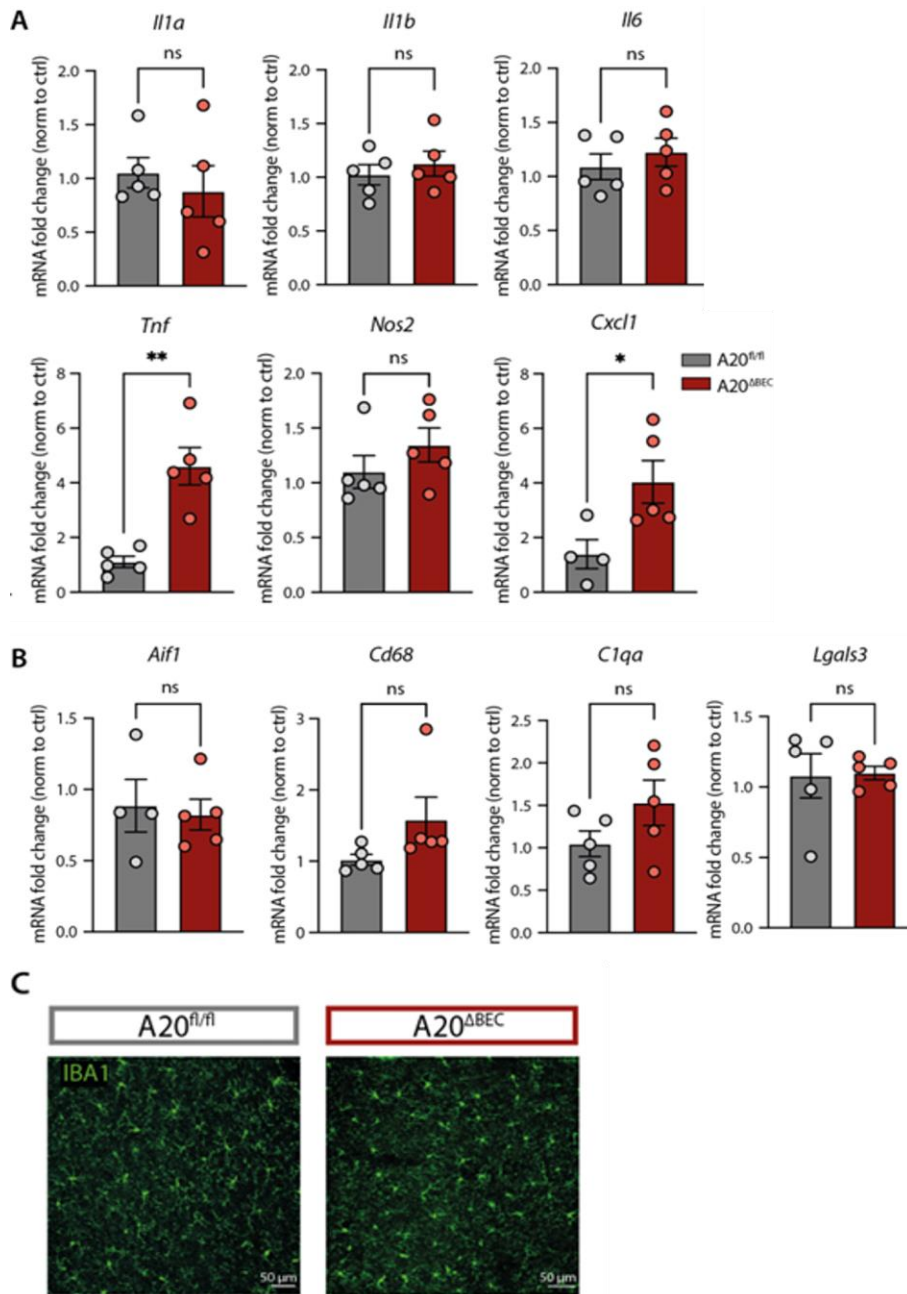 A
Il1a
Il1b
Il6
ns
ns
ns
mRNA fold change (norm to ctrl)
2.0
1.5
1.0
0.5
0.0
mRNA fold change (norm to ctrl)
2.0
1.5
1.0
0.5
0.0
mRNA fold change (norm to ctrl)
2.0
1.5
1.0
0.5
0.0
Tnf
Nos2
Cxcl1
**
ns
*
mRNA fold change (norm to ctrl)
8
6
4
2
0
mRNA fold change (norm to ctrl)
2.0
1.5
1.0
0.5
0.0
mRNA fold change (norm to ctrl)
8
6
4
2
0
A20fl/fl
A20ΔBEC
B
Aif1
Cd68
C1qa
Lgals3
ns
ns
ns
ns
mRNA fold change (norm to ctrl)
1.5
1.0
0.5
0.0
mRNA fold change (norm to ctrl)
3
2
1
0
mRNA fold change (norm to ctrl)
2.5
2.0
1.5
1.0
0.5
0.0
mRNA fold change (norm to ctrl)
1.5
1.0
0.5
0.0
C
A20fl/fl
A20ΔBEC
IBA1
50 µm
50 µm